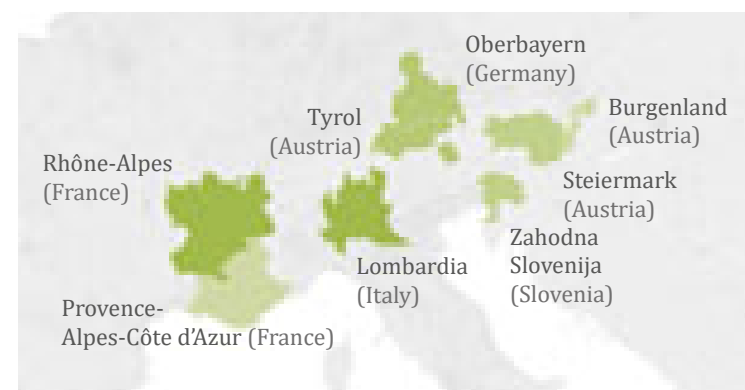 Oberbayern
(Germany)
Tyrol
(Austria)
Burgenland
(Austria)
Rhône-Alpes
(France)
Steiermark
(Austria)
Zahodna
Slovenija
(Slovenia)
Lombardia
(Italy)
Provence-
Alpes-Côte d'Azur (France)